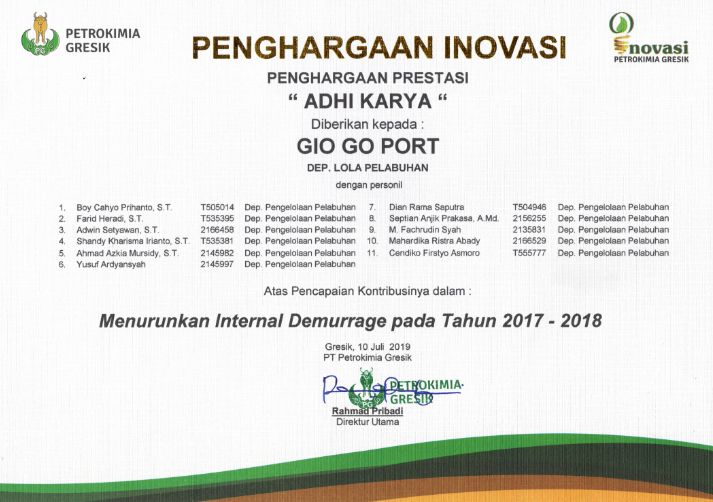 PETROKIMIA
GRESIK
PG
PENGHARGAAN INOVASI
Enovasi
PETROKIMIA GRESIK
PENGHARGAAN PRESTASI
“ ADHI KARYA “
Diberikan kepada :
GIO GO PORT
DEP. LOLA PELABUHAN
dengan personil
1. Boy Cahyo Prihanto, S.T. T505014 Dep. Pengelolaan Pelabuhan
2. Farid Heradi, S.T. T535395 Dep. Pengelolaan Pelabuhan
3. Adwin Setyawan, S.T. 2166458 Dep. Pengelolaan Pelabuhan
4. Shandy Kharisma Irianto, S.T. T535381 Dep. Pengelolaan Pelabuhan
5. Ahmad Azkia Mursidy, S.T. 2145982 Dep. Pengelolaan Pelabuhan
6. Yusuf Ardyansyah 2145997 Dep. Pengelolaan Pelabuhan
7. Dian Rama Saputra T504946 Dep. Pengelolaan Pelabuhan
8. Septian Anjik Prakasa, A.Md. 2156255 Dep. Pengelolaan Pelabuhan
9. M. Fachrudin Syah 2135831 Dep. Pengelolaan Pelabuhan
10. Mahardika Ristra Abady 2166529 Dep. Pengelolaan Pelabuhan
11. Cendiko Firstyo Asmoro T555777 Dep. Pengelolaan Pelabuhan
Atas Pencapaian Kontribusinya dalam :
Menurunkan Internal Demurrage pada Tahun 2017 - 2018
Gresik, 10 Juli 2019
PT Petrokimia Gresik
PETROKIMIA
GRESIK
PG
Rahmad Pribadi
Direktur Utama